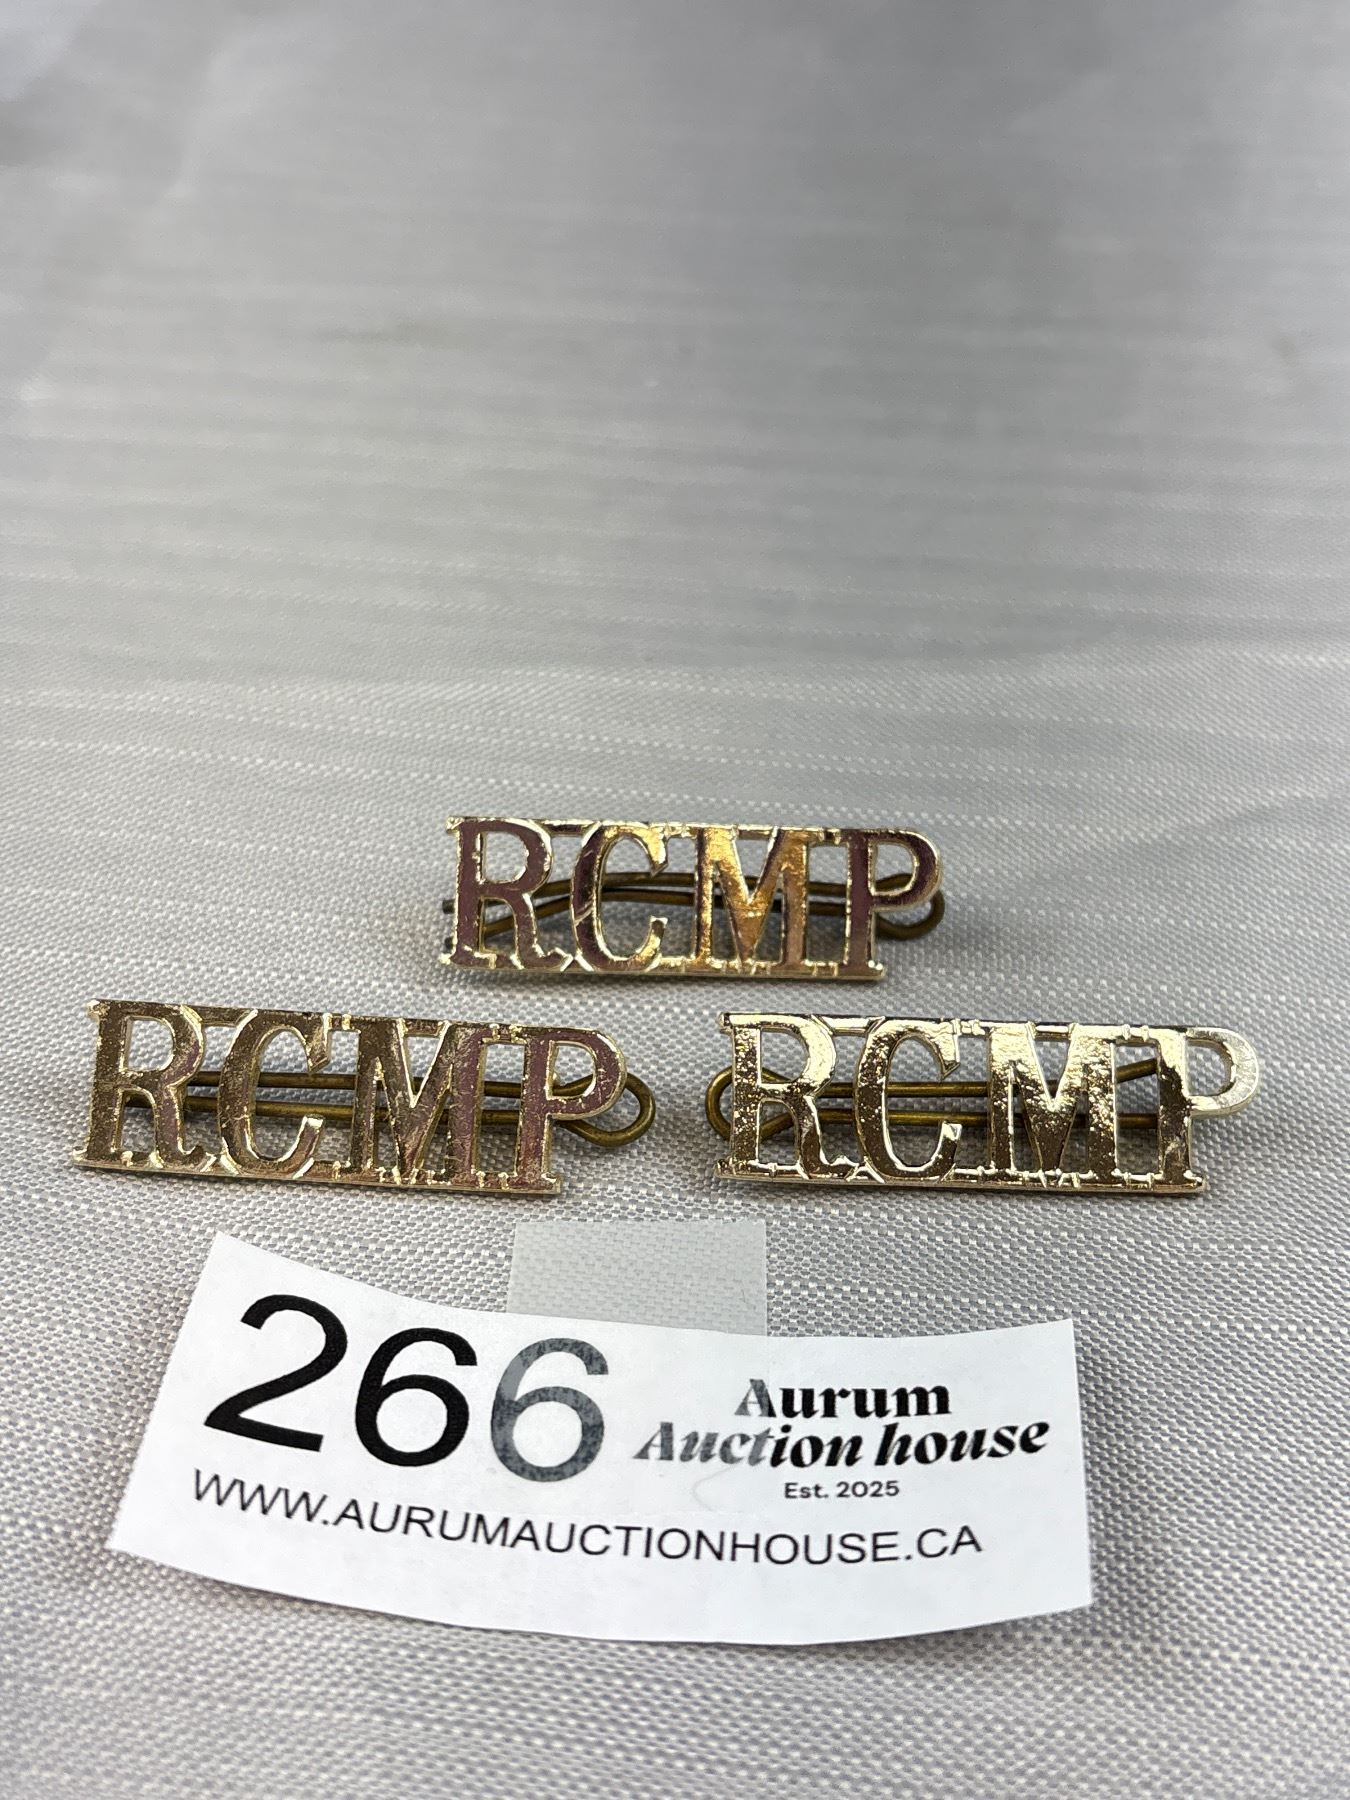 RCMP
RCMP
RCMP
266
Aurum
Auction house
Est. 2025
WWW.AURUMAUCTIONHOUSE.CA